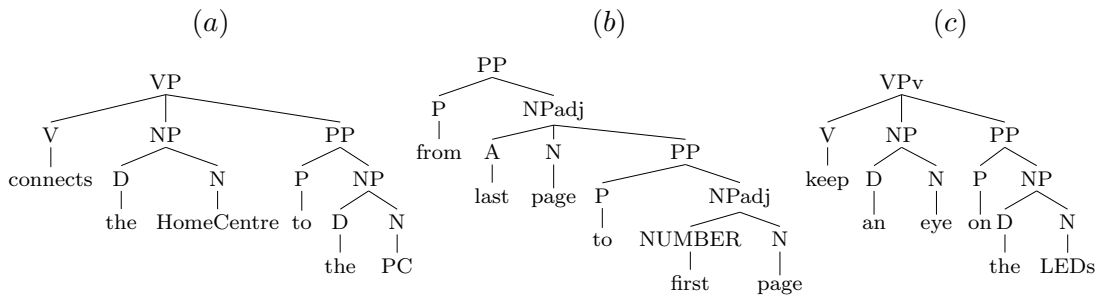 (a) (b) (c)
PP
VP VPv
P NPadj
V NP PP V NP PP
from A N PP
connects D N P NP keep D N P NP
last page P NPadj
the HomeCentre to D N to NUMBER N an eye on D N
the PC first page the LEDs